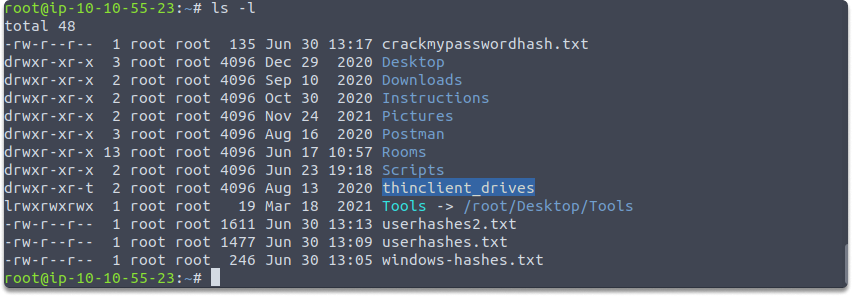 root@ip-10-10-55-23:~# ls -l
total 48
-rw-r--r--  1 root root  135 Jun 30 13:17 crackmypasswordhash.txt
drwxr-xr-x  3 root root 4096 Dec 29  2020 Desktop
drwxr-xr-x  2 root root 4096 Sep 10  2020 Downloads
drwxr-xr-x  2 root root 4096 Oct 30  2020 Instructions
drwxr-xr-x  2 root root 4096 Nov 24  2021 Pictures
drwxr-xr-x  3 root root 4096 Aug 16  2020 Postman
drwxr-xr-x 13 root root 4096 Jun 17 10:57 Rooms
drwxr-xr-x  2 root root 4096 Jun 23 19:18 Scripts
drwxr-xr-t  2 root root 4096 Aug 13  2020 thinclient_drives
lrwxrwxrwx  1 root root   19 Mar 18  2021 Tools -> /root/Desktop/Tools
-rw-r--r--  1 root root 1611 Jun 30 13:13 userhashes2.txt
-rw-r--r--  1 root root 1477 Jun 30 13:09 userhashes.txt
-rw-r--r--  1 root root  246 Jun 30 13:05 windows-hashes.txt
root@ip-10-10-55-23:~#